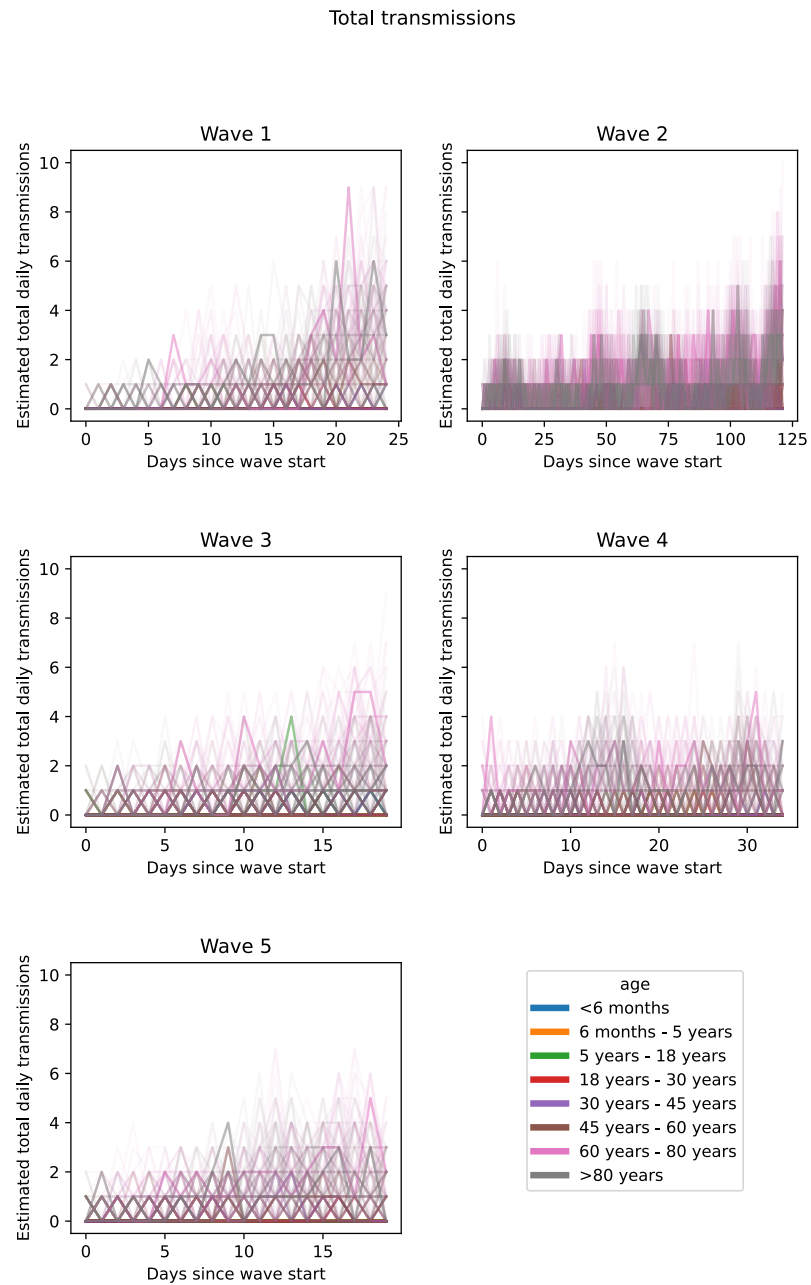 Total transmissions
Wave 1
Estimated total daily transmissions
10
8
6
4
2
0
0 5 10 15 20 25
Days since wave start
Wave 2
Estimated total daily transmissions
0 25 50 75 100 125
Days since wave start
Wave 3
Estimated total daily transmissions
10
8
6
4
2
0
0 5 10 15
Days since wave start
Wave 4
Estimated total daily transmissions
0 10 20 30
Days since wave start
Wave 5
Estimated total daily transmissions
10
8
6
4
2
0
0 5 10 15
Days since wave start
age
<6 months
6 months - 5 years
5 years - 18 years
18 years - 30 years
30 years - 45 years
45 years - 60 years
60 years - 80 years
>80 years